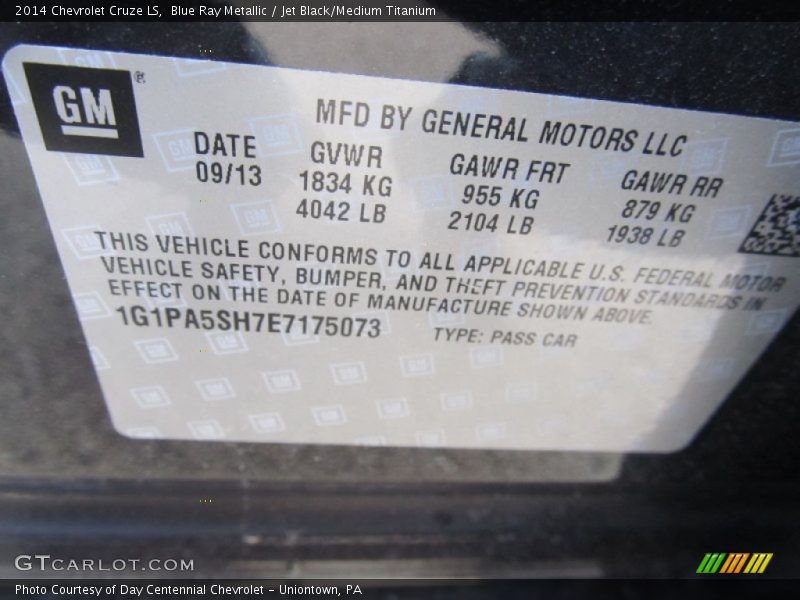 2014 Chevrolet Cruze LS,  Blue Ray Metallic / Jet Black/Medium Titanium
GM ®
MFD BY GENERAL MOTORS LLC
DATE GVWR GAWR FRT GAWR RR
09/13 1834 KG 955 KG 879 KG
4042 LB 2104 LB 1938 LB
THIS VEHICLE CONFORMS TO ALL APPLICABLE U.S. FEDERAL MOTOR
VEHICLE SAFETY, BUMPER, AND THEFT PREVENTION STANDARDS IN
EFFECT ON THE DATE OF MANUFACTURE SHOWN ABOVE.
1G1PA5SH7E7175073 TYPE: PASS CAR
GTCARLOT.COM
Photo Courtesy of Day Centennial Chevrolet - Uniontown, PA